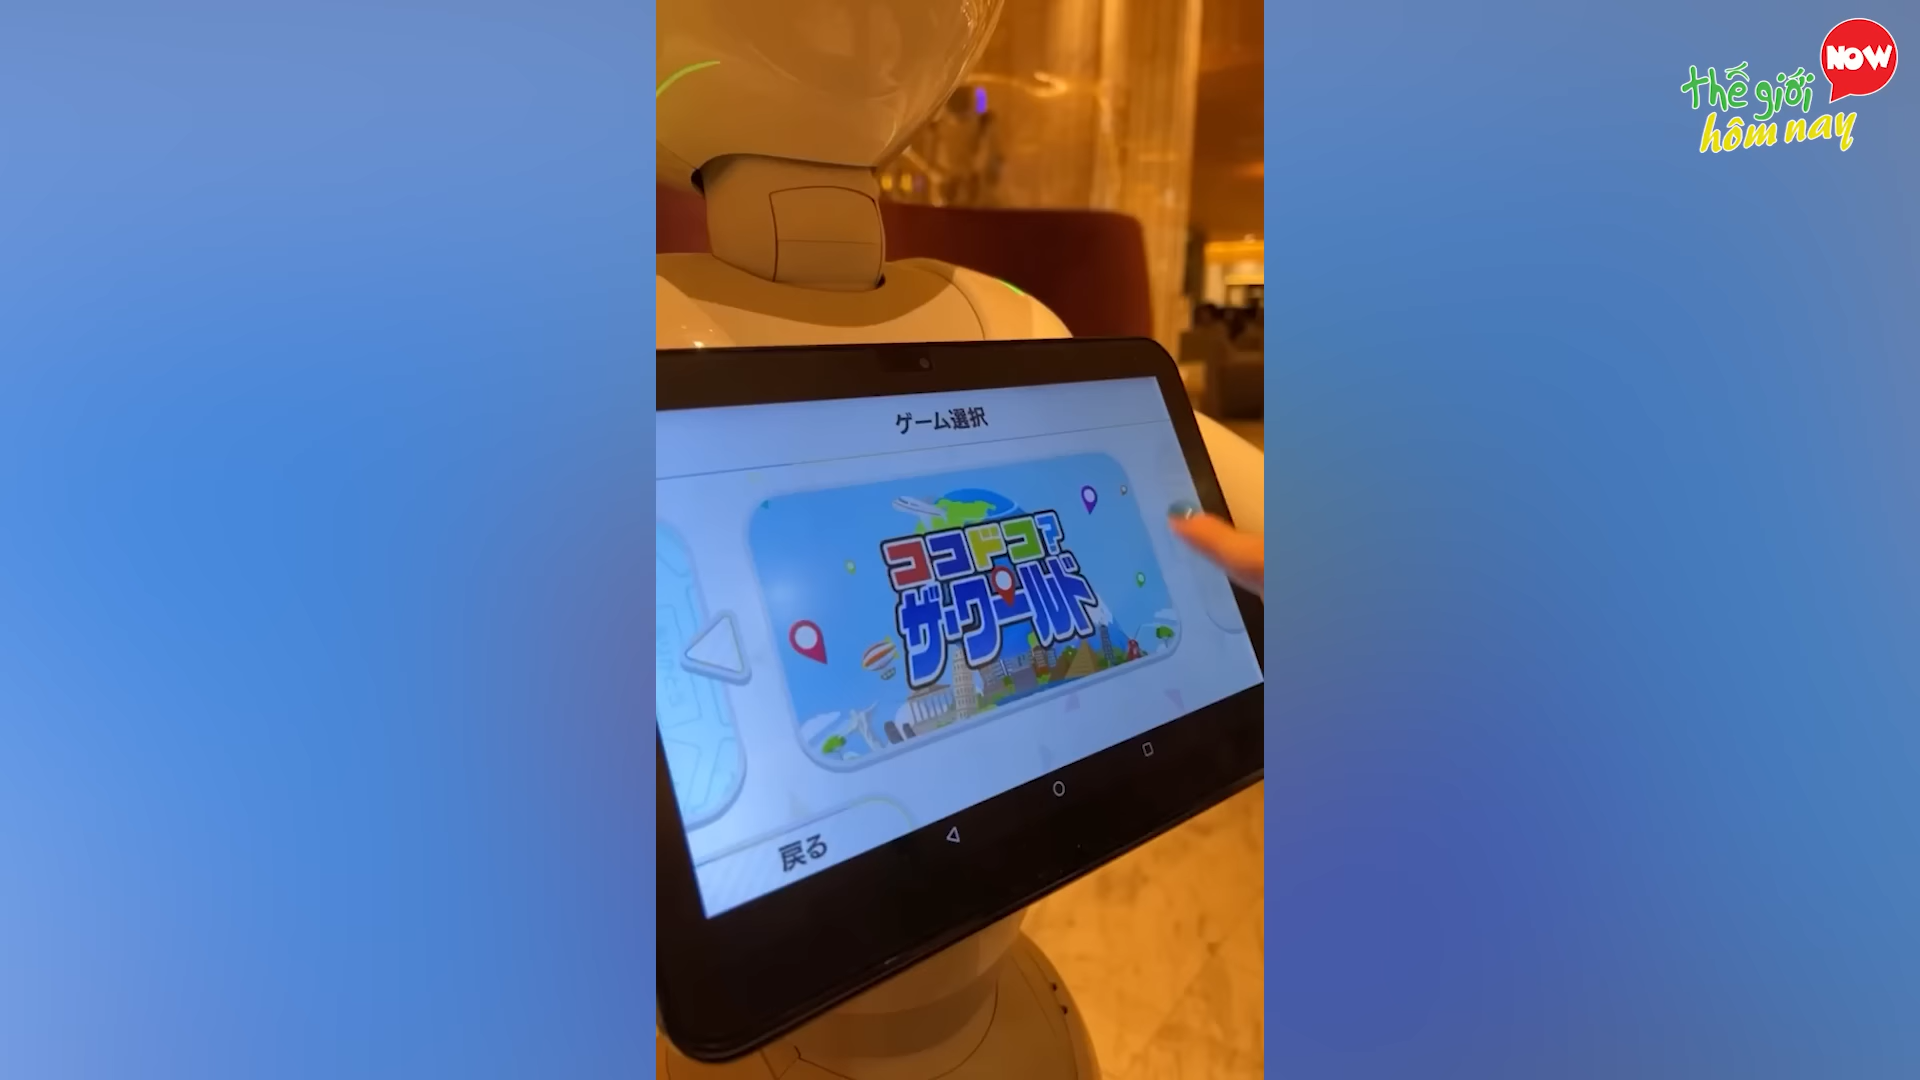 NOW
thế giới
hôm nay
ゲーム選択
ココドコ?
ザ・ワールド
戻る